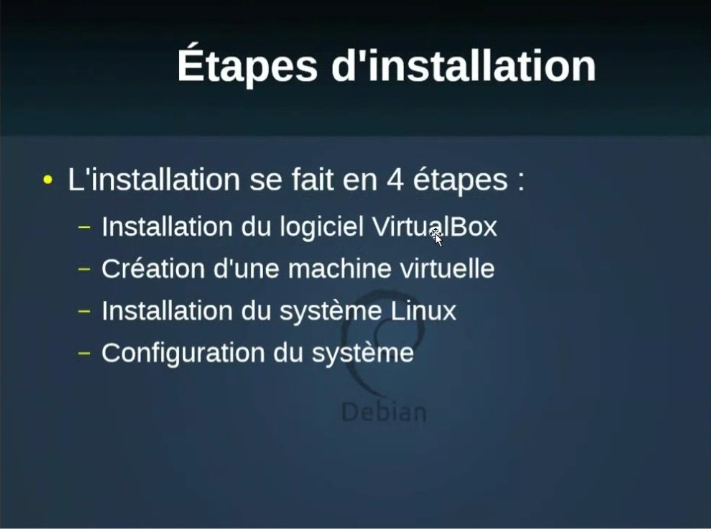 Étapes d'installation
• L'installation se fait en 4 étapes :
– Installation du logiciel VirtualBox
– Création d'une machine virtuelle
– Installation du système Linux
– Configuration du système
Debian